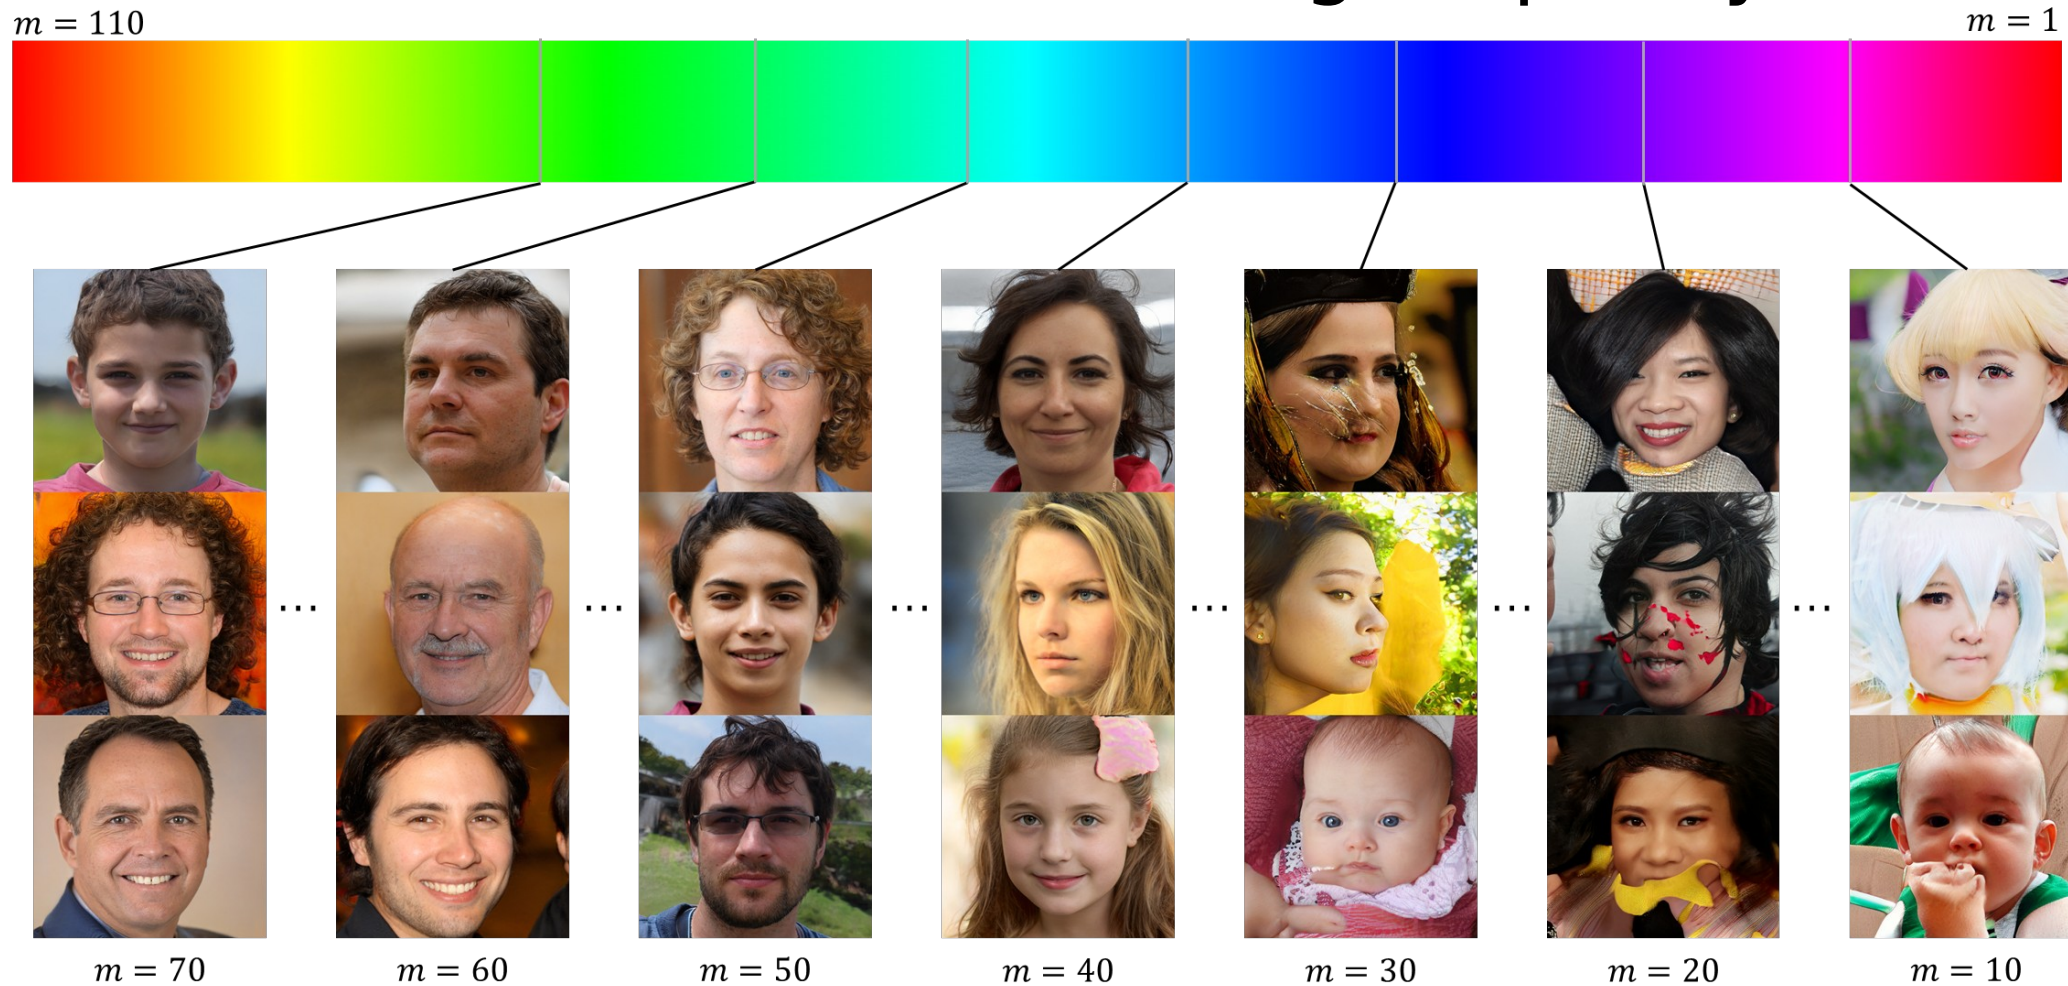 m = 110
m = 1
... ... ... ... ... ...
m = 70
m = 60
m = 50
m = 40
m = 30
m = 20
m = 10